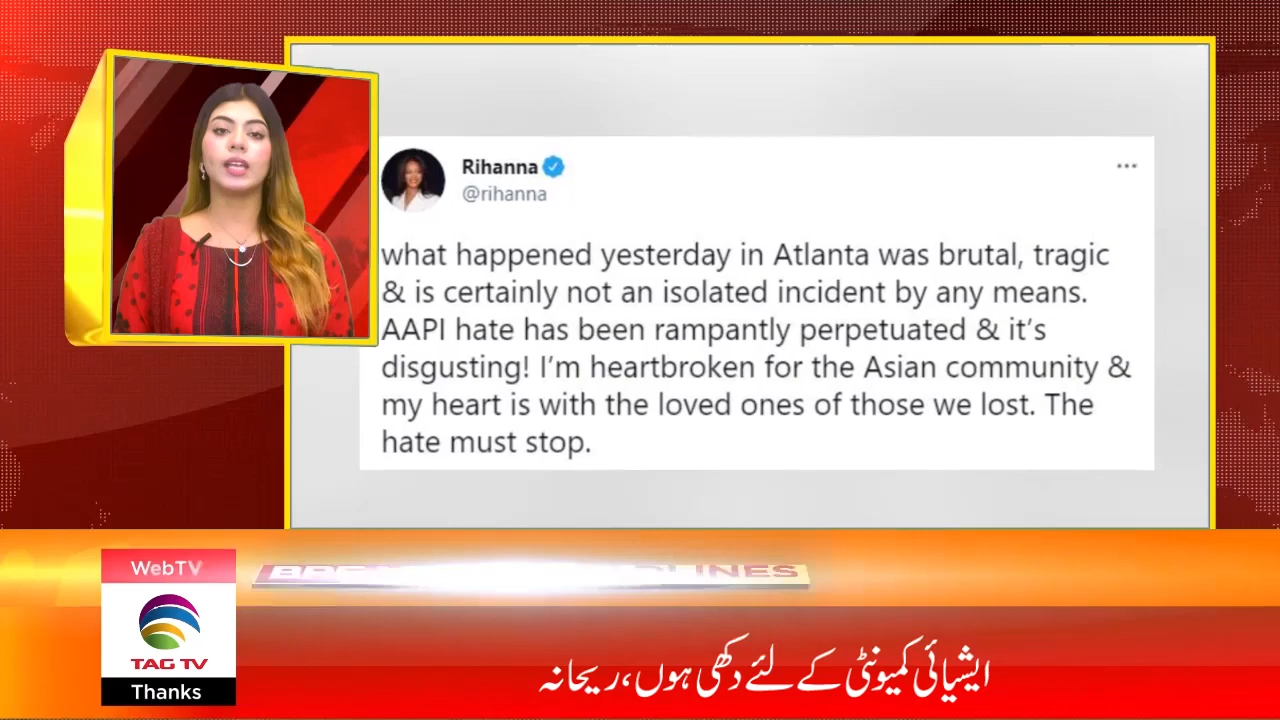 Rihanna
@rihanna
what happened yesterday in Atlanta was brutal, tragic
& is certainly not an isolated incident by any means.
AAPI hate has been rampantly perpetuated & it's
disgusting! I'm heartbroken for the Asian community &
my heart is with the loved ones of those we lost. The
hate must stop.
WebTV
TAG TV
Thanks
ایشیائی کمیونٹی کے لئے دکھی ہوں، ریحانہ